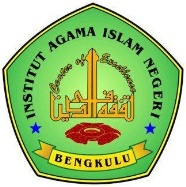 INSTITUT AGAMA ISLAM NEGERI
Center of Excellence
BENGKULU